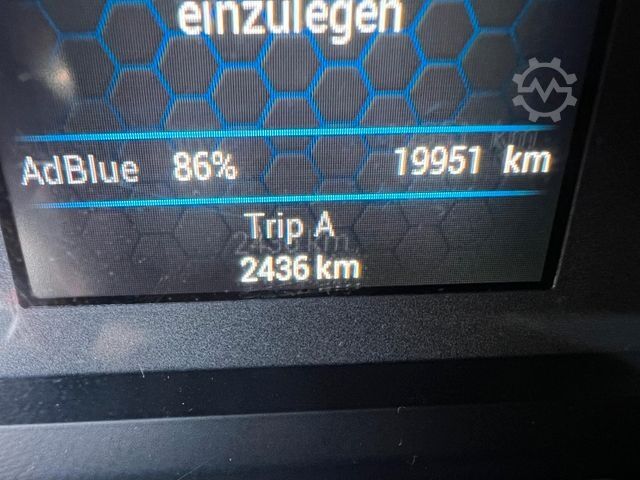 einzulegen
AdBlue 86% 19951 km
Trip A
2436 km